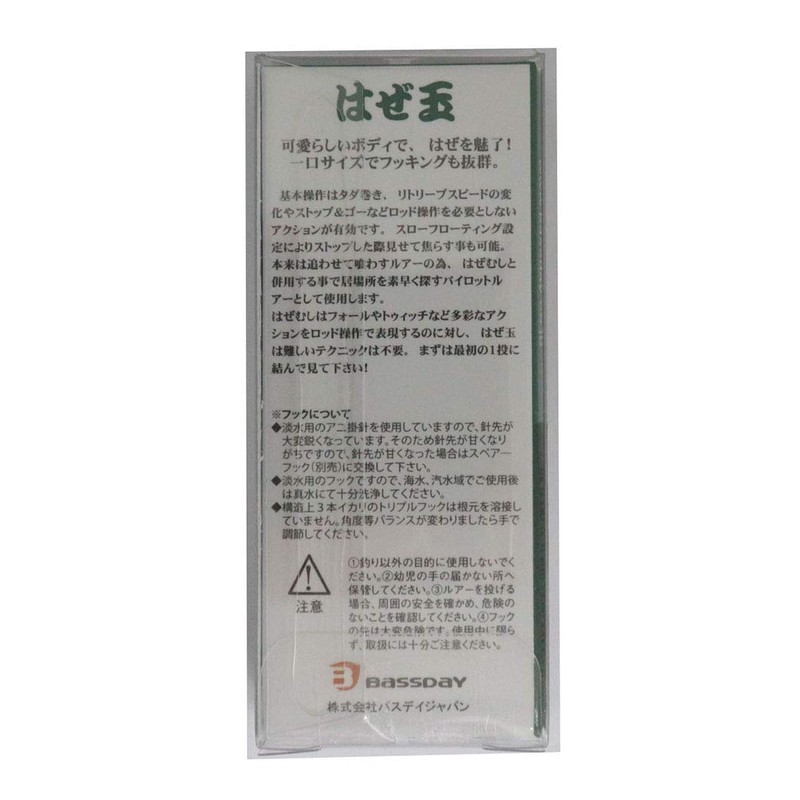 はぜ玉
可愛らしいボディで、はぜを魅了!
一口サイズでフッキングも抜群。
基本操作はタダ巻き、リトリーブスピードの変
化やストップ&ゴーなどロッド操作を必要としない
アクションが有効です。スローフローティング設
定によりストップした際見せて焦らす事も可能。
本来は追わせて喰わすルアーの為、はぜむしと
併用する事で居場所を素早く探すパイロットル
アーとして使用します。
はぜむしはフォールやトゥイッチなど多彩なアク
ションをロッド操作で表現するのに対し、はぜ玉
は難しいテクニックは不要。まずは最初の1投に
結んで見て下さい!
※フックについて
◆淡水用のアユ掛針を使用していますので、針先が
大変鋭くなっています。そのため針先が甘くなり
がちですので、針先が甘くなった場合はスペアー
フック(別売)に交換して下さい。
◆淡水用のフックですので、海水、汽水域でご使用後
は真水にて十分洗浄してください。
◆構造上3本イカリのトリプルフックは根元を溶接し
ていません。角度等バランスが変わりましたら手で
調節してください。
注意
①釣り以外の目的に使用しないでく
ださい。②幼児の手の届かない所へ
保管してください。③ルアーを投げる
場合、周囲の安全を確かめ、危険の
ないことを確認してください。④フック
の先は大変危険です。使用中に限ら
ず、取扱には十分ご注意ください。
BASSDAY
株式会社バスデイジャパン